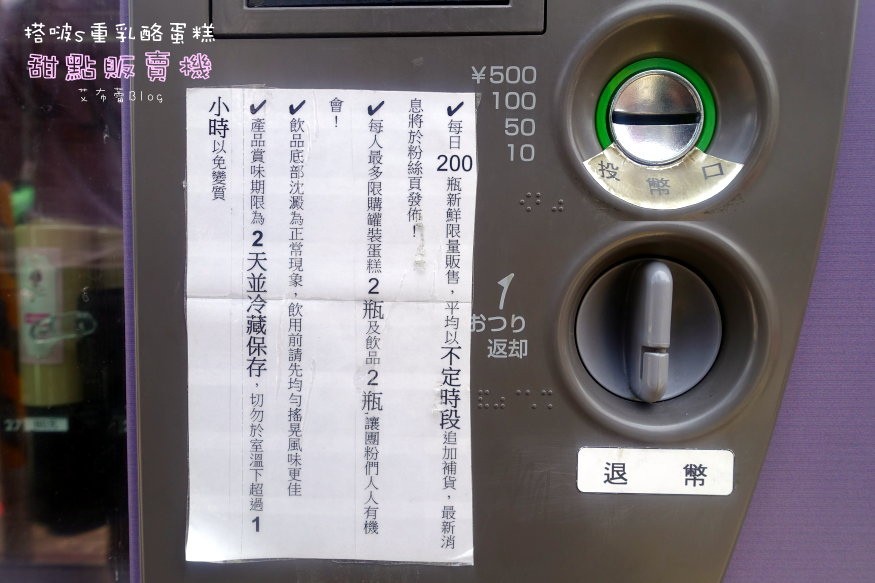 塔啵s重乳酪蛋糕
甜點販賣機
艾布蕾Blog
✔每日200瓶新鮮限量販售，平均以不定時段追加補貨，最新消
息將於粉絲頁發佈！
✔每人最多限購罐裝蛋糕2瓶及飲品2瓶，讓團粉們人人有機
會！
✔飲品底部沈澱為正常現象，飲用前請先均勻搖晃風味更佳
✔產品賞味期限為2天並冷藏保存，切勿於室溫下超過1
小時以免變質
¥500
100
50
10
投幣口
おつり
返却
退幣